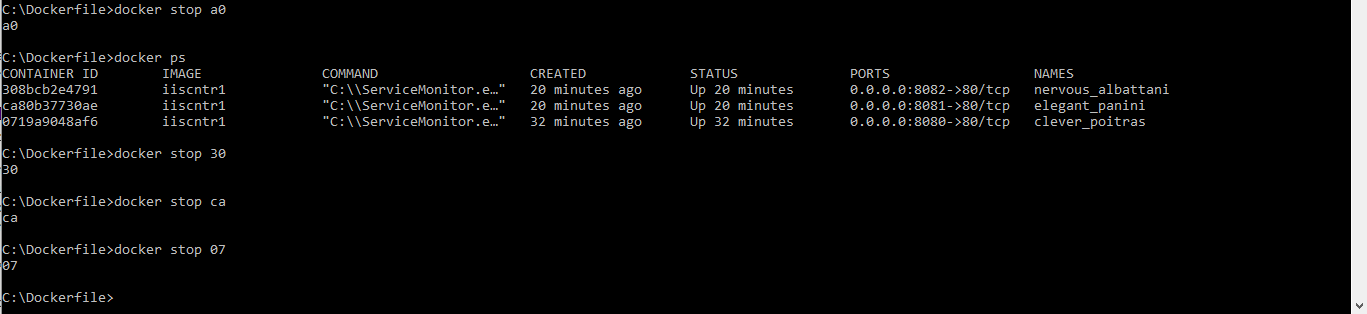 C:\Dockerfile>docker stop a0
a0
C:\Dockerfile>docker ps
CONTAINER ID IMAGE COMMAND CREATED STATUS PORTS NAMES
308bcb2e4791 iiscntr1 "C:\\ServiceMonitor.e…" 20 minutes ago Up 20 minutes 0.0.0.0:8082->80/tcp nervous_albattani
ca80b37730ae iiscntr1 "C:\\ServiceMonitor.e…" 20 minutes ago Up 20 minutes 0.0.0.0:8081->80/tcp elegant_panini
0719a9048af6 iiscntr1 "C:\\ServiceMonitor.e…" 32 minutes ago Up 32 minutes 0.0.0.0:8080->80/tcp clever_poitras
C:\Dockerfile>docker stop 30
30
C:\Dockerfile>docker stop ca
ca
C:\Dockerfile>docker stop 07
07
C:\Dockerfile>